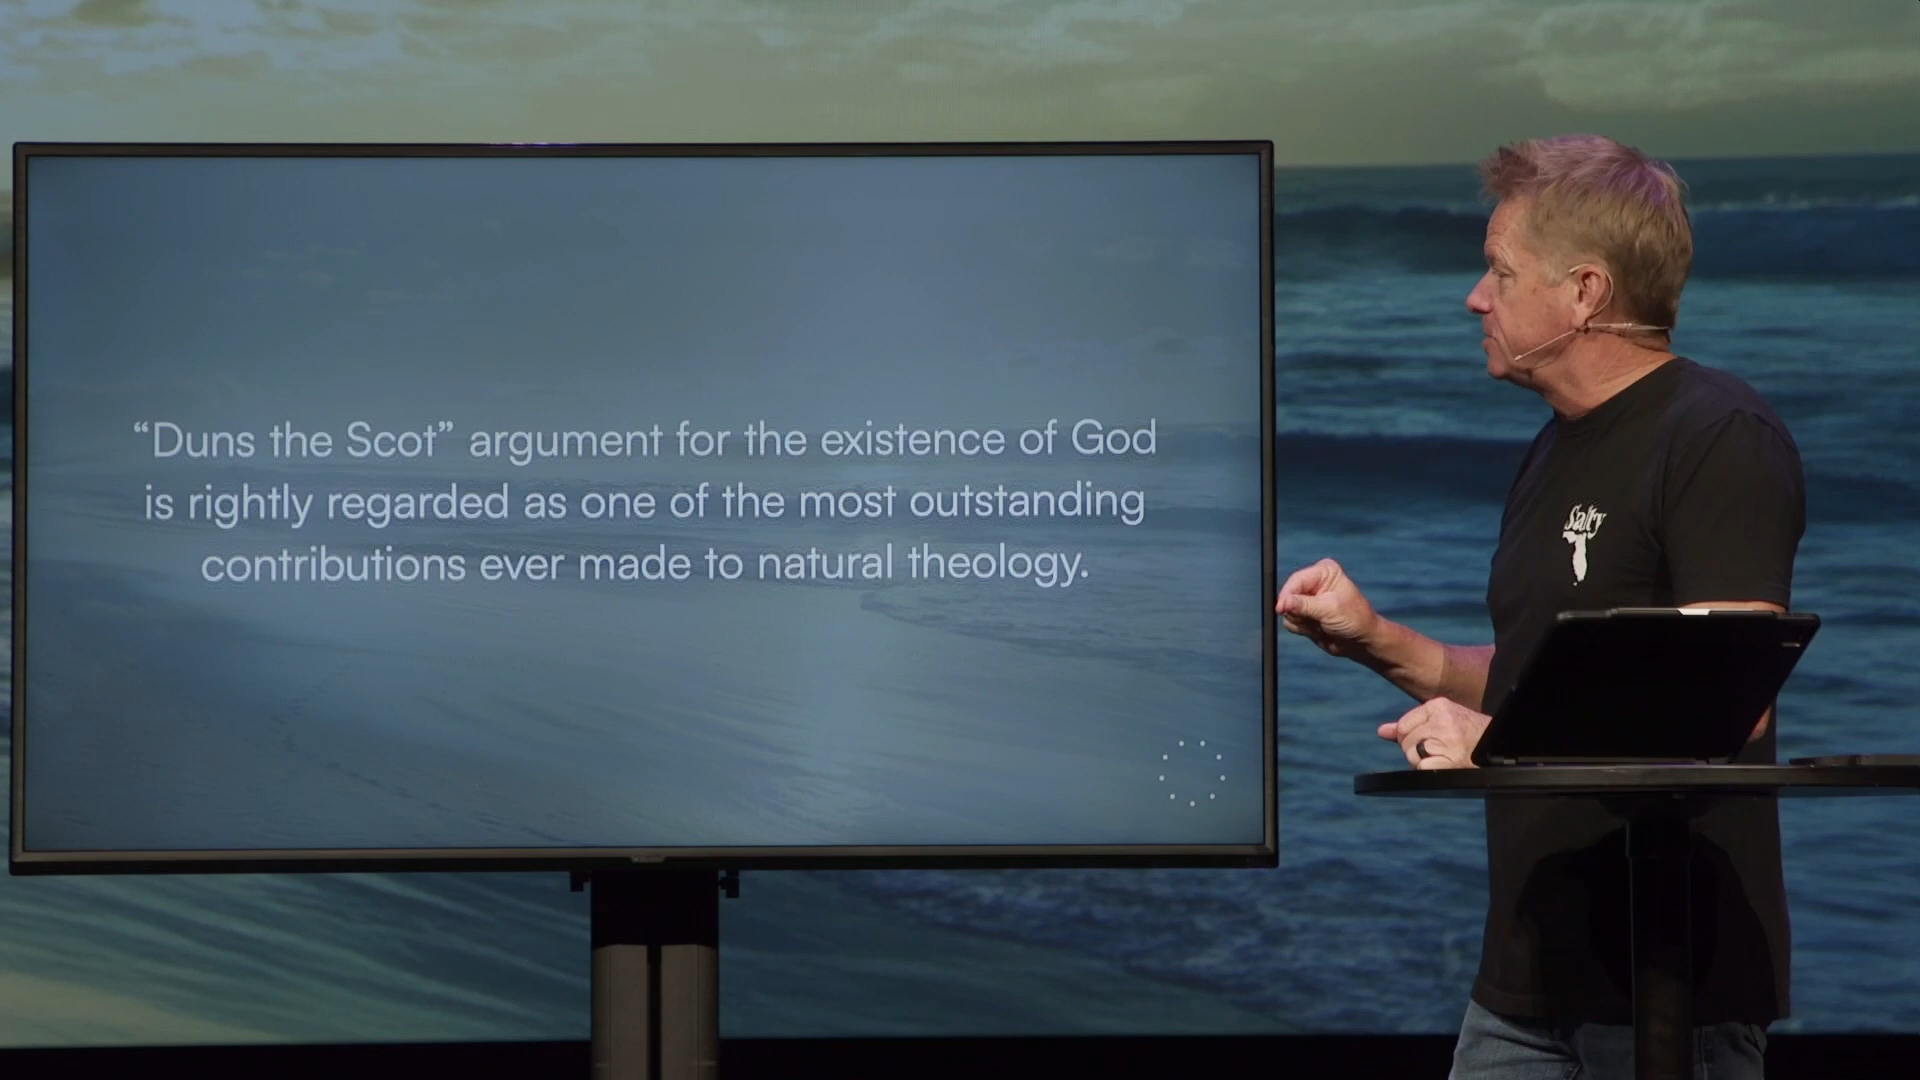 “Duns the Scot” argument for the existence of God
is rightly regarded as one of the most outstanding
contributions ever made to natural theology.
Salty